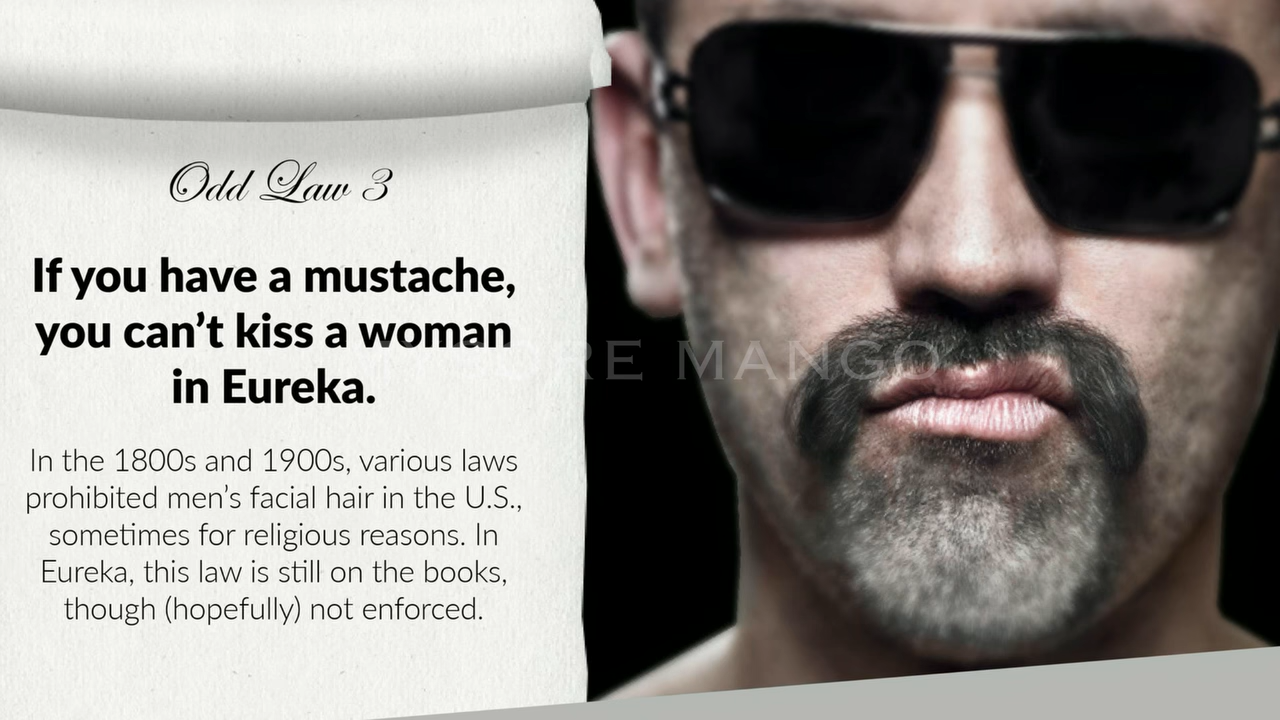 Odd Law 3
If you have a mustache,
you can’t kiss a woman
in Eureka.
In the 1800s and 1900s, various laws
prohibited men’s facial hair in the U.S.,
sometimes for religious reasons. In
Eureka, this law is still on the books,
though (hopefully) not enforced.
MANGO